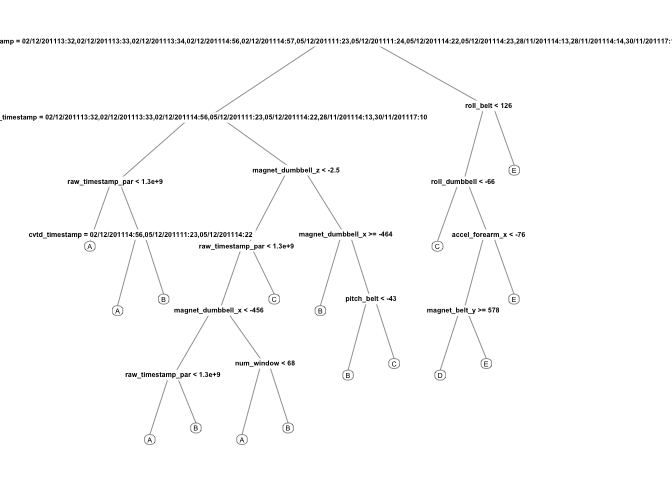 amp = 02/12/201113:32,02/12/201113:33,02/12/201113:34,02/12/201114:56,02/12/201114:57,05/12/201111:23,05/12/201111:24,05/12/201114:22,05/12/201114:23,28/11/201114:13,28/11/201114:14,30/11/201117:
roll_belt < 126
_timestamp = 02/12/201113:32,02/12/201113:33,02/12/201114:56,05/12/201111:23,05/12/201114:22,28/11/201114:13,30/11/201117:10
magnet_dumbbell_z < -2.5
E
raw_timestamp_par < 1.3e+9
roll_dumbbell < -66
cvtd_timestamp = 02/12/201114:56,05/12/201111:23,05/12/201114:22
magnet_dumbbell_x >= -464
accel_forearm_x < -76
A
raw_timestamp_par < 1.3e+9
C
A
B
magnet_dumbbell_x < -456
C
B
pitch_belt < -43
magnet_belt_y >= 578
E
raw_timestamp_par < 1.3e+9
num_window < 68
B
C
D
E
A
B
A
B